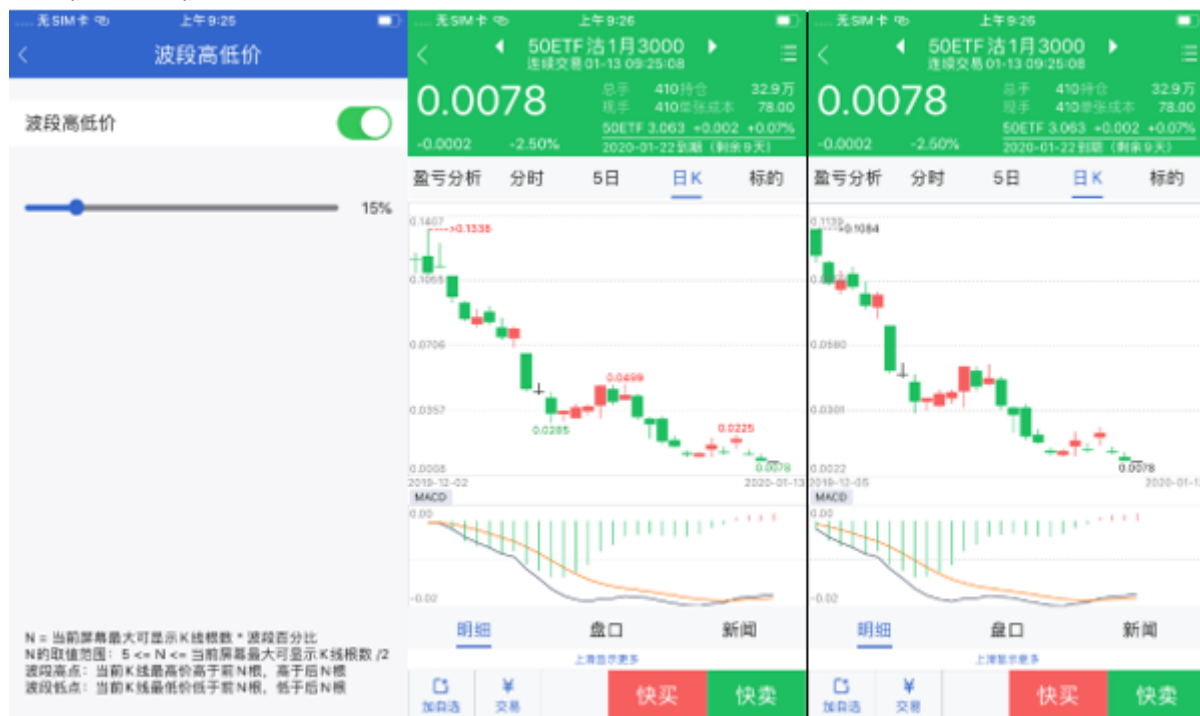 无SIM卡
上午9:25
波段高低价
波段高低价
15%
N = 当前屏幕最大可显示K线根数 * 波段百分比
N的取值范围：5 <= N <= 当前屏幕最大可显示K线根数 /2
波段高点：当前K线最高价高于前N根，高于后N根
波段低点：当前K线最低价低于前N根，低于后N根
无SIM卡
上午9:26
50ETF沽1月3000
连续交易 01-13 09:25:08
0.0078
总手 410 持仓 32.9万
现手 410 单张成本 78.00
50ETF 3.063 +0.002 +0.07%
-0.0002 -2.50%
2020-01-22到期（剩余9天）
盈亏分析 分时 5日 日K 标的
0.1407
0.1338
0.1055
0.0706
0.0499
0.0357
0.0285
0.0225
0.0078
0.0008
2019-12-02 2020-01-13
MACD
0.00
-0.02
明细 盘口 新闻
上滑显示更多
加自选 交易 快买 快卖
无SIM卡
上午9:26
50ETF沽1月3000
连续交易 01-13 09:25:08
0.0078
总手 410 持仓 32.9万
现手 410 单张成本 78.00
50ETF 3.063 +0.002 +0.07%
-0.0002 -2.50%
2020-01-22到期（剩余9天）
盈亏分析 分时 5日 日K 标的
0.1084
0.0580
0.0301
0.0078
0.0022
2019-12-05
MACD
0.00
-0.02
明细 盘口 新闻
上滑显示更多
加自选 交易 快买 快卖